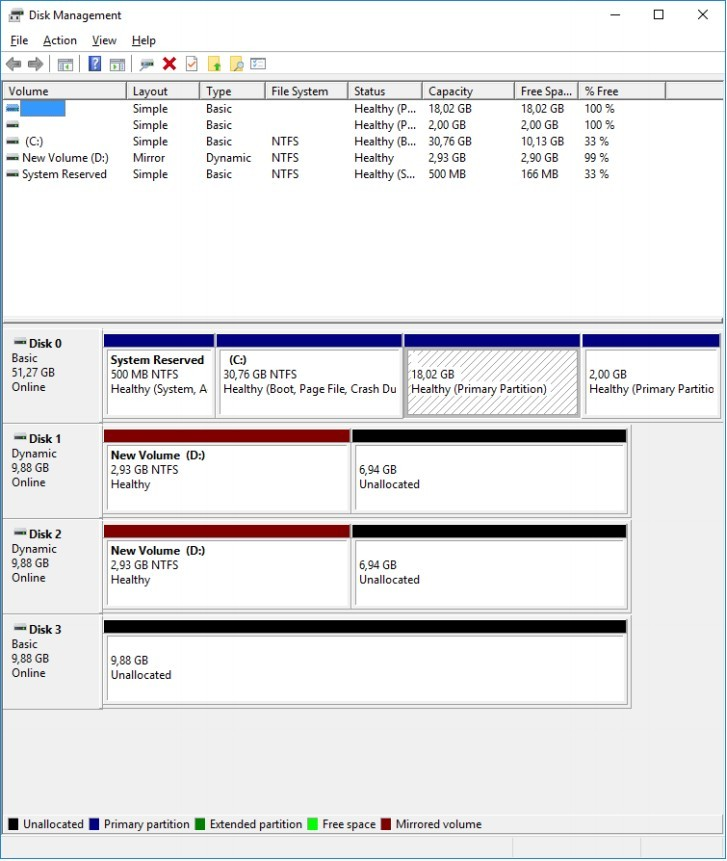 Disk Management
File Action View Help
Volume Layout Type File System Status Capacity Free Spa... % Free
Simple Basic Healthy (P... 18,02 GB 18,02 GB 100 %
Simple Basic Healthy (P... 2,00 GB 2,00 GB 100 %
(C:) Simple Basic NTFS Healthy (B... 30,76 GB 10,13 GB 33 %
New Volume (D:) Mirror Dynamic NTFS Healthy 2,93 GB 2,90 GB 99 %
System Reserved Simple Basic NTFS Healthy (S... 500 MB 166 MB 33 %
Disk 0
Basic
51,27 GB
Online
System Reserved
500 MB NTFS
Healthy (System, A
(C:)
30,76 GB NTFS
Healthy (Boot, Page File, Crash Du
18,02 GB
Healthy (Primary Partition)
2,00 GB
Healthy (Primary Partitio
Disk 1
Dynamic
9,88 GB
Online
New Volume (D:)
2,93 GB NTFS
Healthy
6,94 GB
Unallocated
Disk 2
Dynamic
9,88 GB
Online
New Volume (D:)
2,93 GB NTFS
Healthy
6,94 GB
Unallocated
Disk 3
Basic
9,88 GB
Online
9,88 GB
Unallocated
Unallocated Primary partition Extended partition Free space Mirrored volume